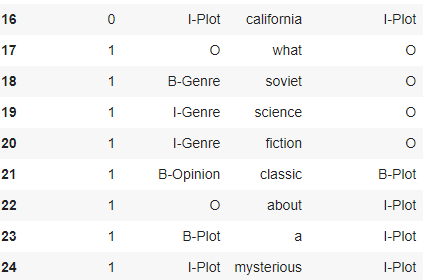 16 0 I-Plot california I-Plot
17 1 O what O
18 1 B-Genre soviet O
19 1 I-Genre science O
20 1 I-Genre fiction O
21 1 B-Opinion classic B-Plot
22 1 O about I-Plot
23 1 B-Plot a I-Plot
24 1 I-Plot mysterious I-Plot